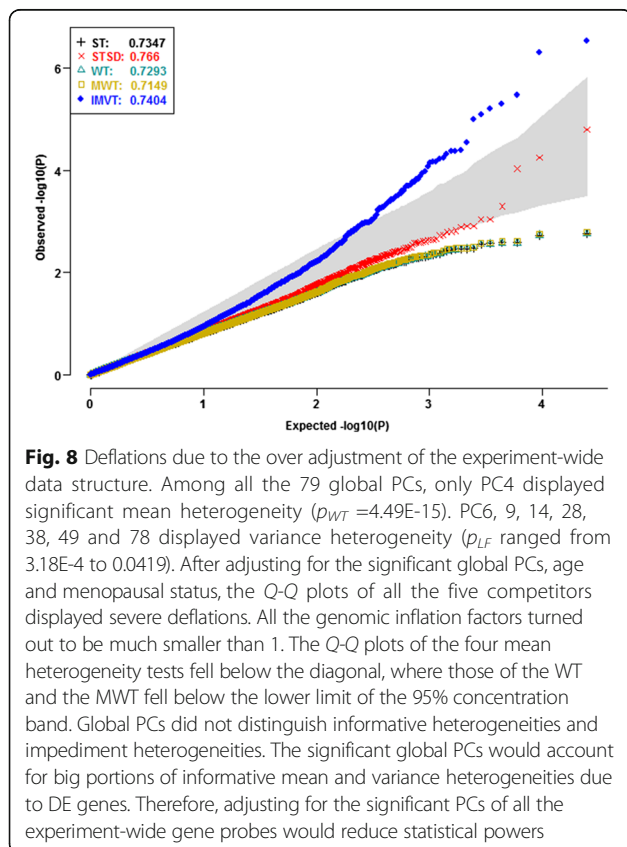 + ST: 0.7347
× STSD: 0.766
△ WT: 0.7293
□ MWT: 0.7149
◆ IMVT: 0.7404
6
4
2
0
Observed -log10(P)
0 1 2 3 4
Expected -log10(P)
Fig. 8 Deflations due to the over adjustment of the experiment-wide
data structure. Among all the 79 global PCs, only PC4 displayed
significant mean heterogeneity (pWT =4.49E-15). PC6, 9, 14, 28,
38, 49 and 78 displayed variance heterogeneity (pLF ranged from
3.18E-4 to 0.0419). After adjusting for the significant global PCs, age
and menopausal status, the Q-Q plots of all the five competitors
displayed severe deflations. All the genomic inflation factors turned
out to be much smaller than 1. The Q-Q plots of the four mean
heterogeneity tests fell below the diagonal, where those of the WT
and the MWT fell below the lower limit of the 95% concentration
band. Global PCs did not distinguish informative heterogeneities and
impediment heterogeneities. The significant global PCs would account
for big portions of informative mean and variance heterogeneities due
to DE genes. Therefore, adjusting for the significant PCs of all the
experiment-wide gene probes would reduce statistical powers